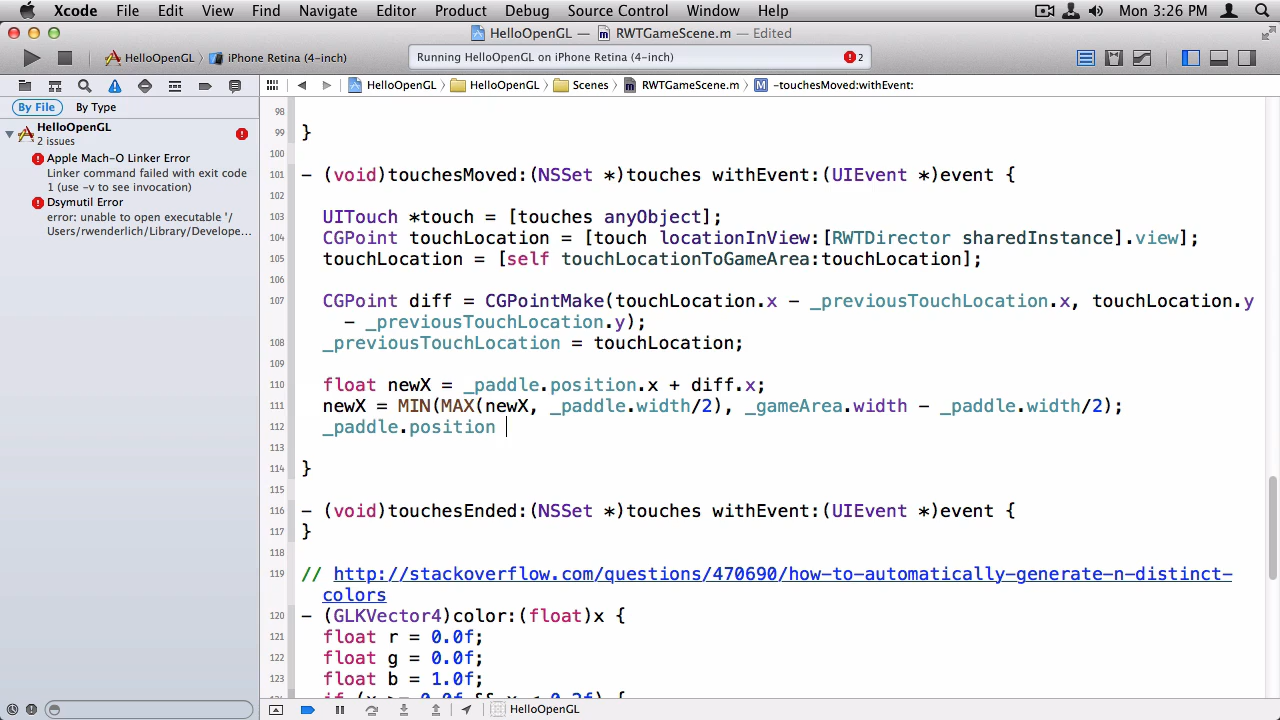 Xcode File Edit View Find Navigate Editor Product Debug Source Control Window Help Mon 3:26 PM
HelloOpenGL — RWTGameScene.m — Edited
HelloOpenGL › iPhone Retina (4-inch) Running HelloOpenGL on iPhone Retina (4-inch) 2
HelloOpenGL › HelloOpenGL › Scenes › RWTGameScene.m › M -touchesMoved:withEvent:
By File By Type
HelloOpenGL
2 issues
Apple Mach-O Linker Error
Linker command failed with exit code
1 (use -v to see invocation)
Dsymutil Error
error: unable to open executable '/
Users/rwenderlich/Library/Develope...
98
99 }
100
101 - (void)touchesMoved:(NSSet *)touches withEvent:(UIEvent *)event {
102
103 UITouch *touch = [touches anyObject];
104 CGPoint touchLocation = [touch locationInView:[RWTDirector sharedInstance].view];
105 touchLocation = [self touchLocationToGameArea:touchLocation];
106
107 CGPoint diff = CGPointMake(touchLocation.x - _previousTouchLocation.x, touchLocation.y
- _previousTouchLocation.y);
108 _previousTouchLocation = touchLocation;
109
110 float newX = _paddle.position.x + diff.x;
111 newX = MIN(MAX(newX, _paddle.width/2), _gameArea.width - _paddle.width/2);
112 _paddle.position
113
114 }
115
116 - (void)touchesEnded:(NSSet *)touches withEvent:(UIEvent *)event {
117 }
118
119 // http://stackoverflow.com/questions/470690/how-to-automatically-generate-n-distinct-
colors
120 - (GLKVector4)color:(float)x {
121 float r = 0.0f;
122 float g = 0.0f;
123 float b = 1.0f;
if (x >= 0.0f && x < 0.2f) {
HelloOpenGL